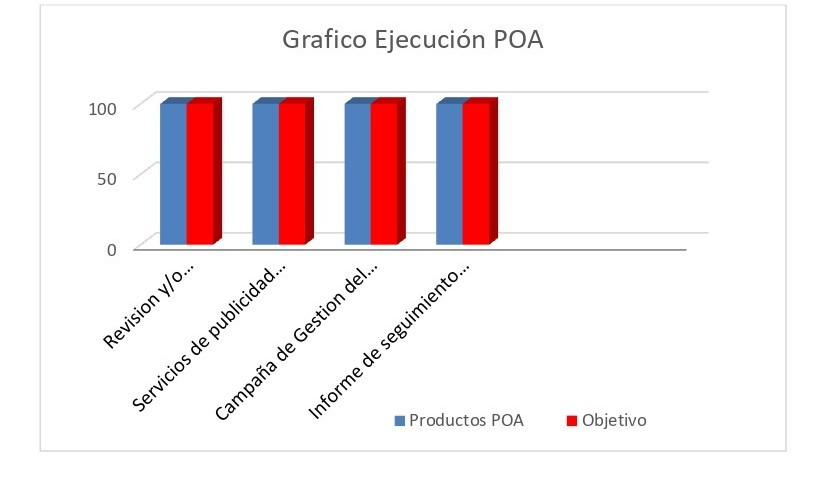 Grafico Ejecución POA
100
50
0
Revision y/o...
Servicios de publicidad...
Campaña de Gestion del...
Informe de seguimiento...
Productos POA
Objetivo